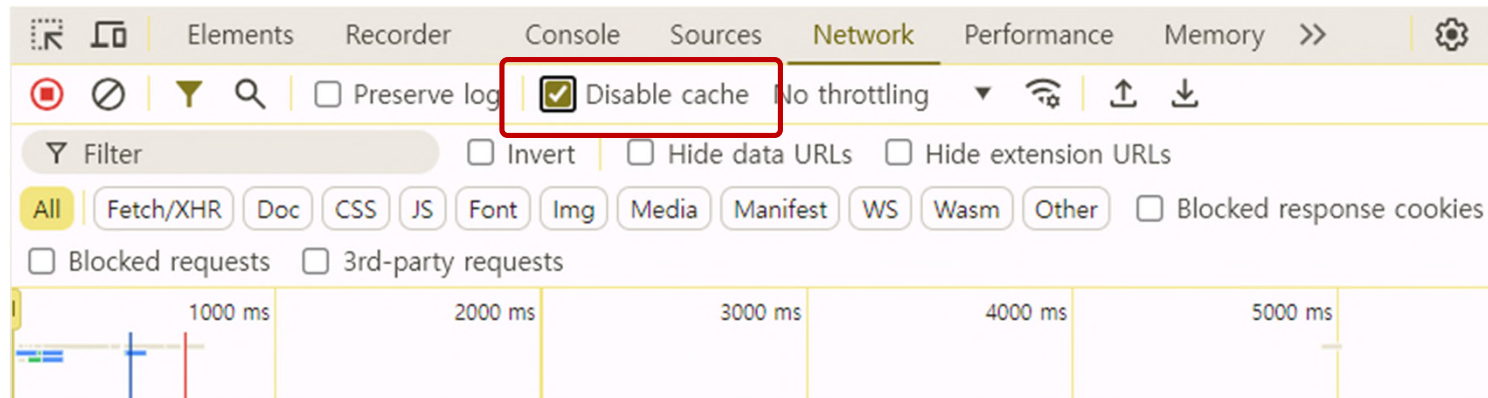 Elements Recorder Console Sources Network Performance Memory
Preserve log Disable cache No throttling
Filter Invert Hide data URLs Hide extension URLs
All Fetch/XHR Doc CSS JS Font Img Media Manifest WS Wasm Other Blocked response cookies
Blocked requests 3rd-party requests
1000 ms 2000 ms 3000 ms 4000 ms 5000 ms